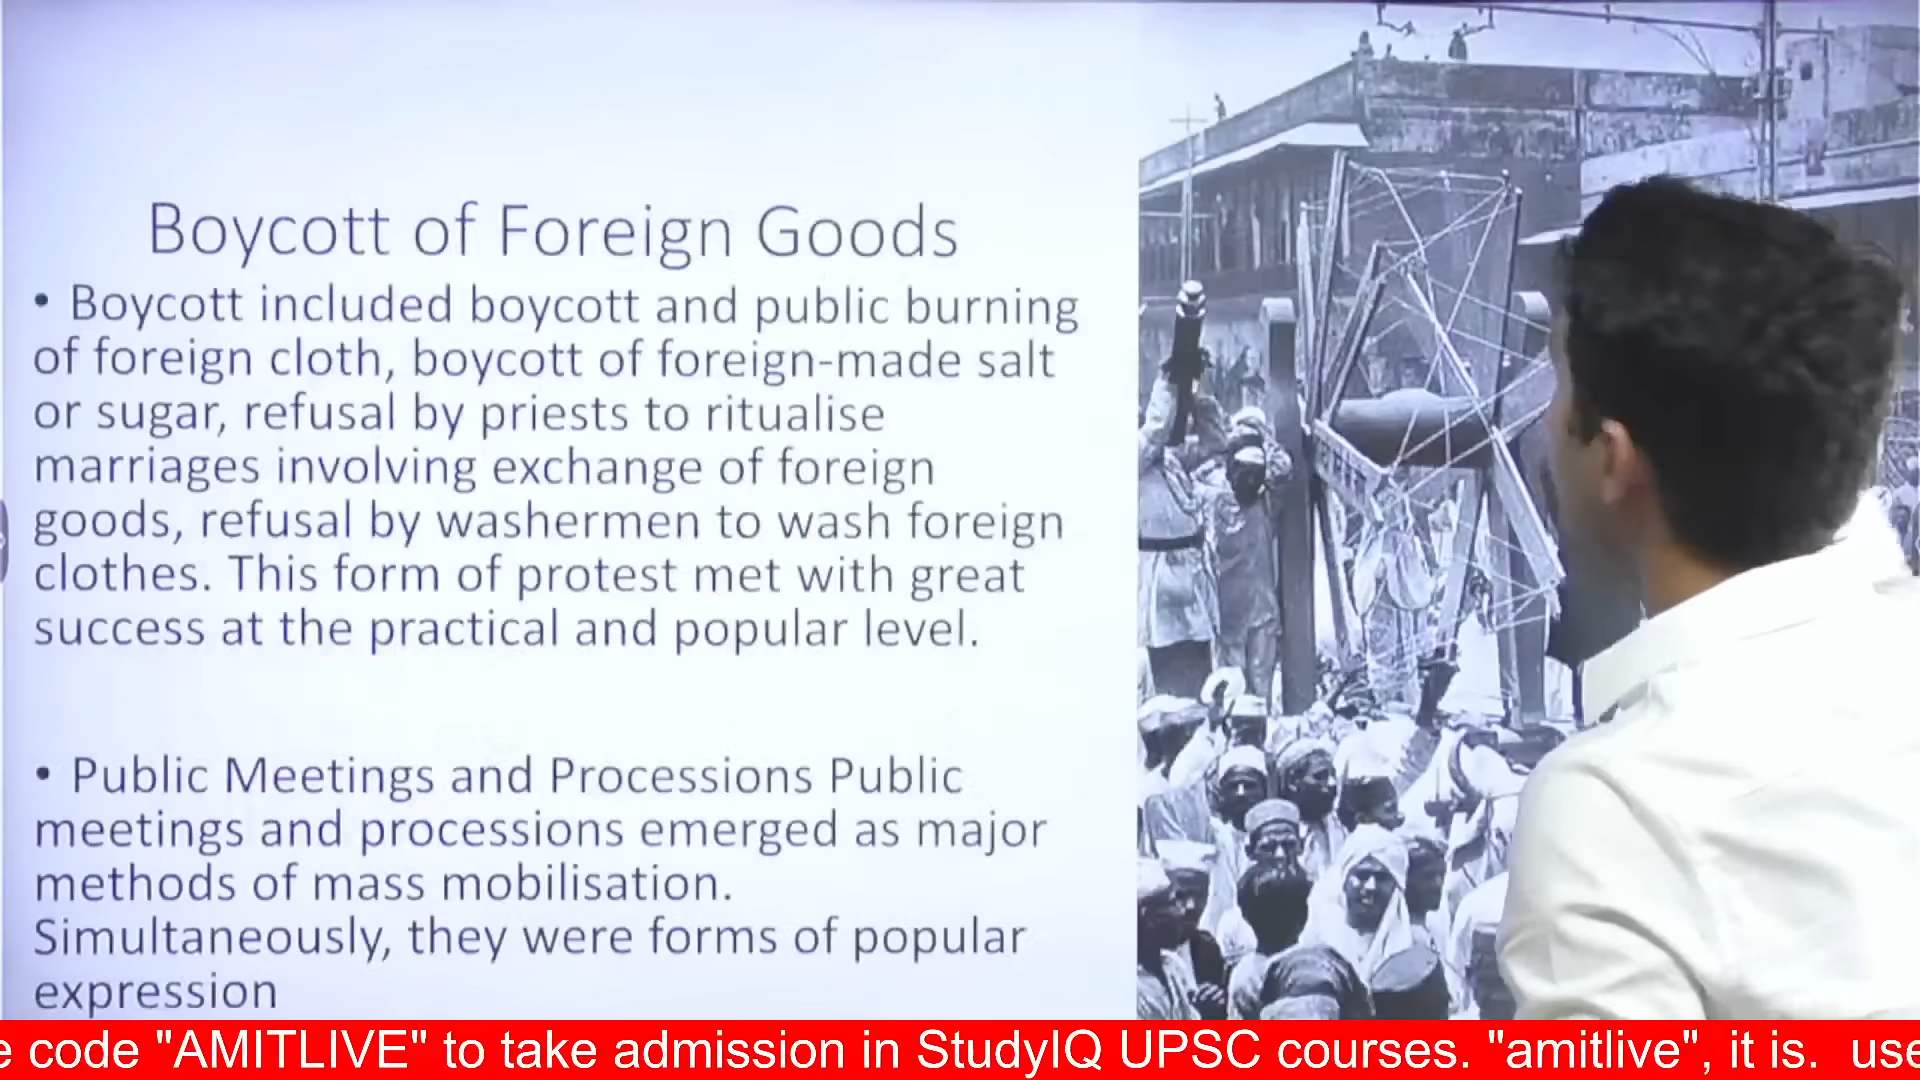 Boycott of Foreign Goods
• Boycott included boycott and public burning
of foreign cloth, boycott of foreign-made salt
or sugar, refusal by priests to ritualise
marriages involving exchange of foreign
goods, refusal by washermen to wash foreign
clothes. This form of protest met with great
success at the practical and popular level.
• Public Meetings and Processions Public
meetings and processions emerged as major
methods of mass mobilisation.
Simultaneously, they were forms of popular
expression
e code "AMITLIVE" to take admission in StudyIQ UPSC courses. "amitlive", it is. use